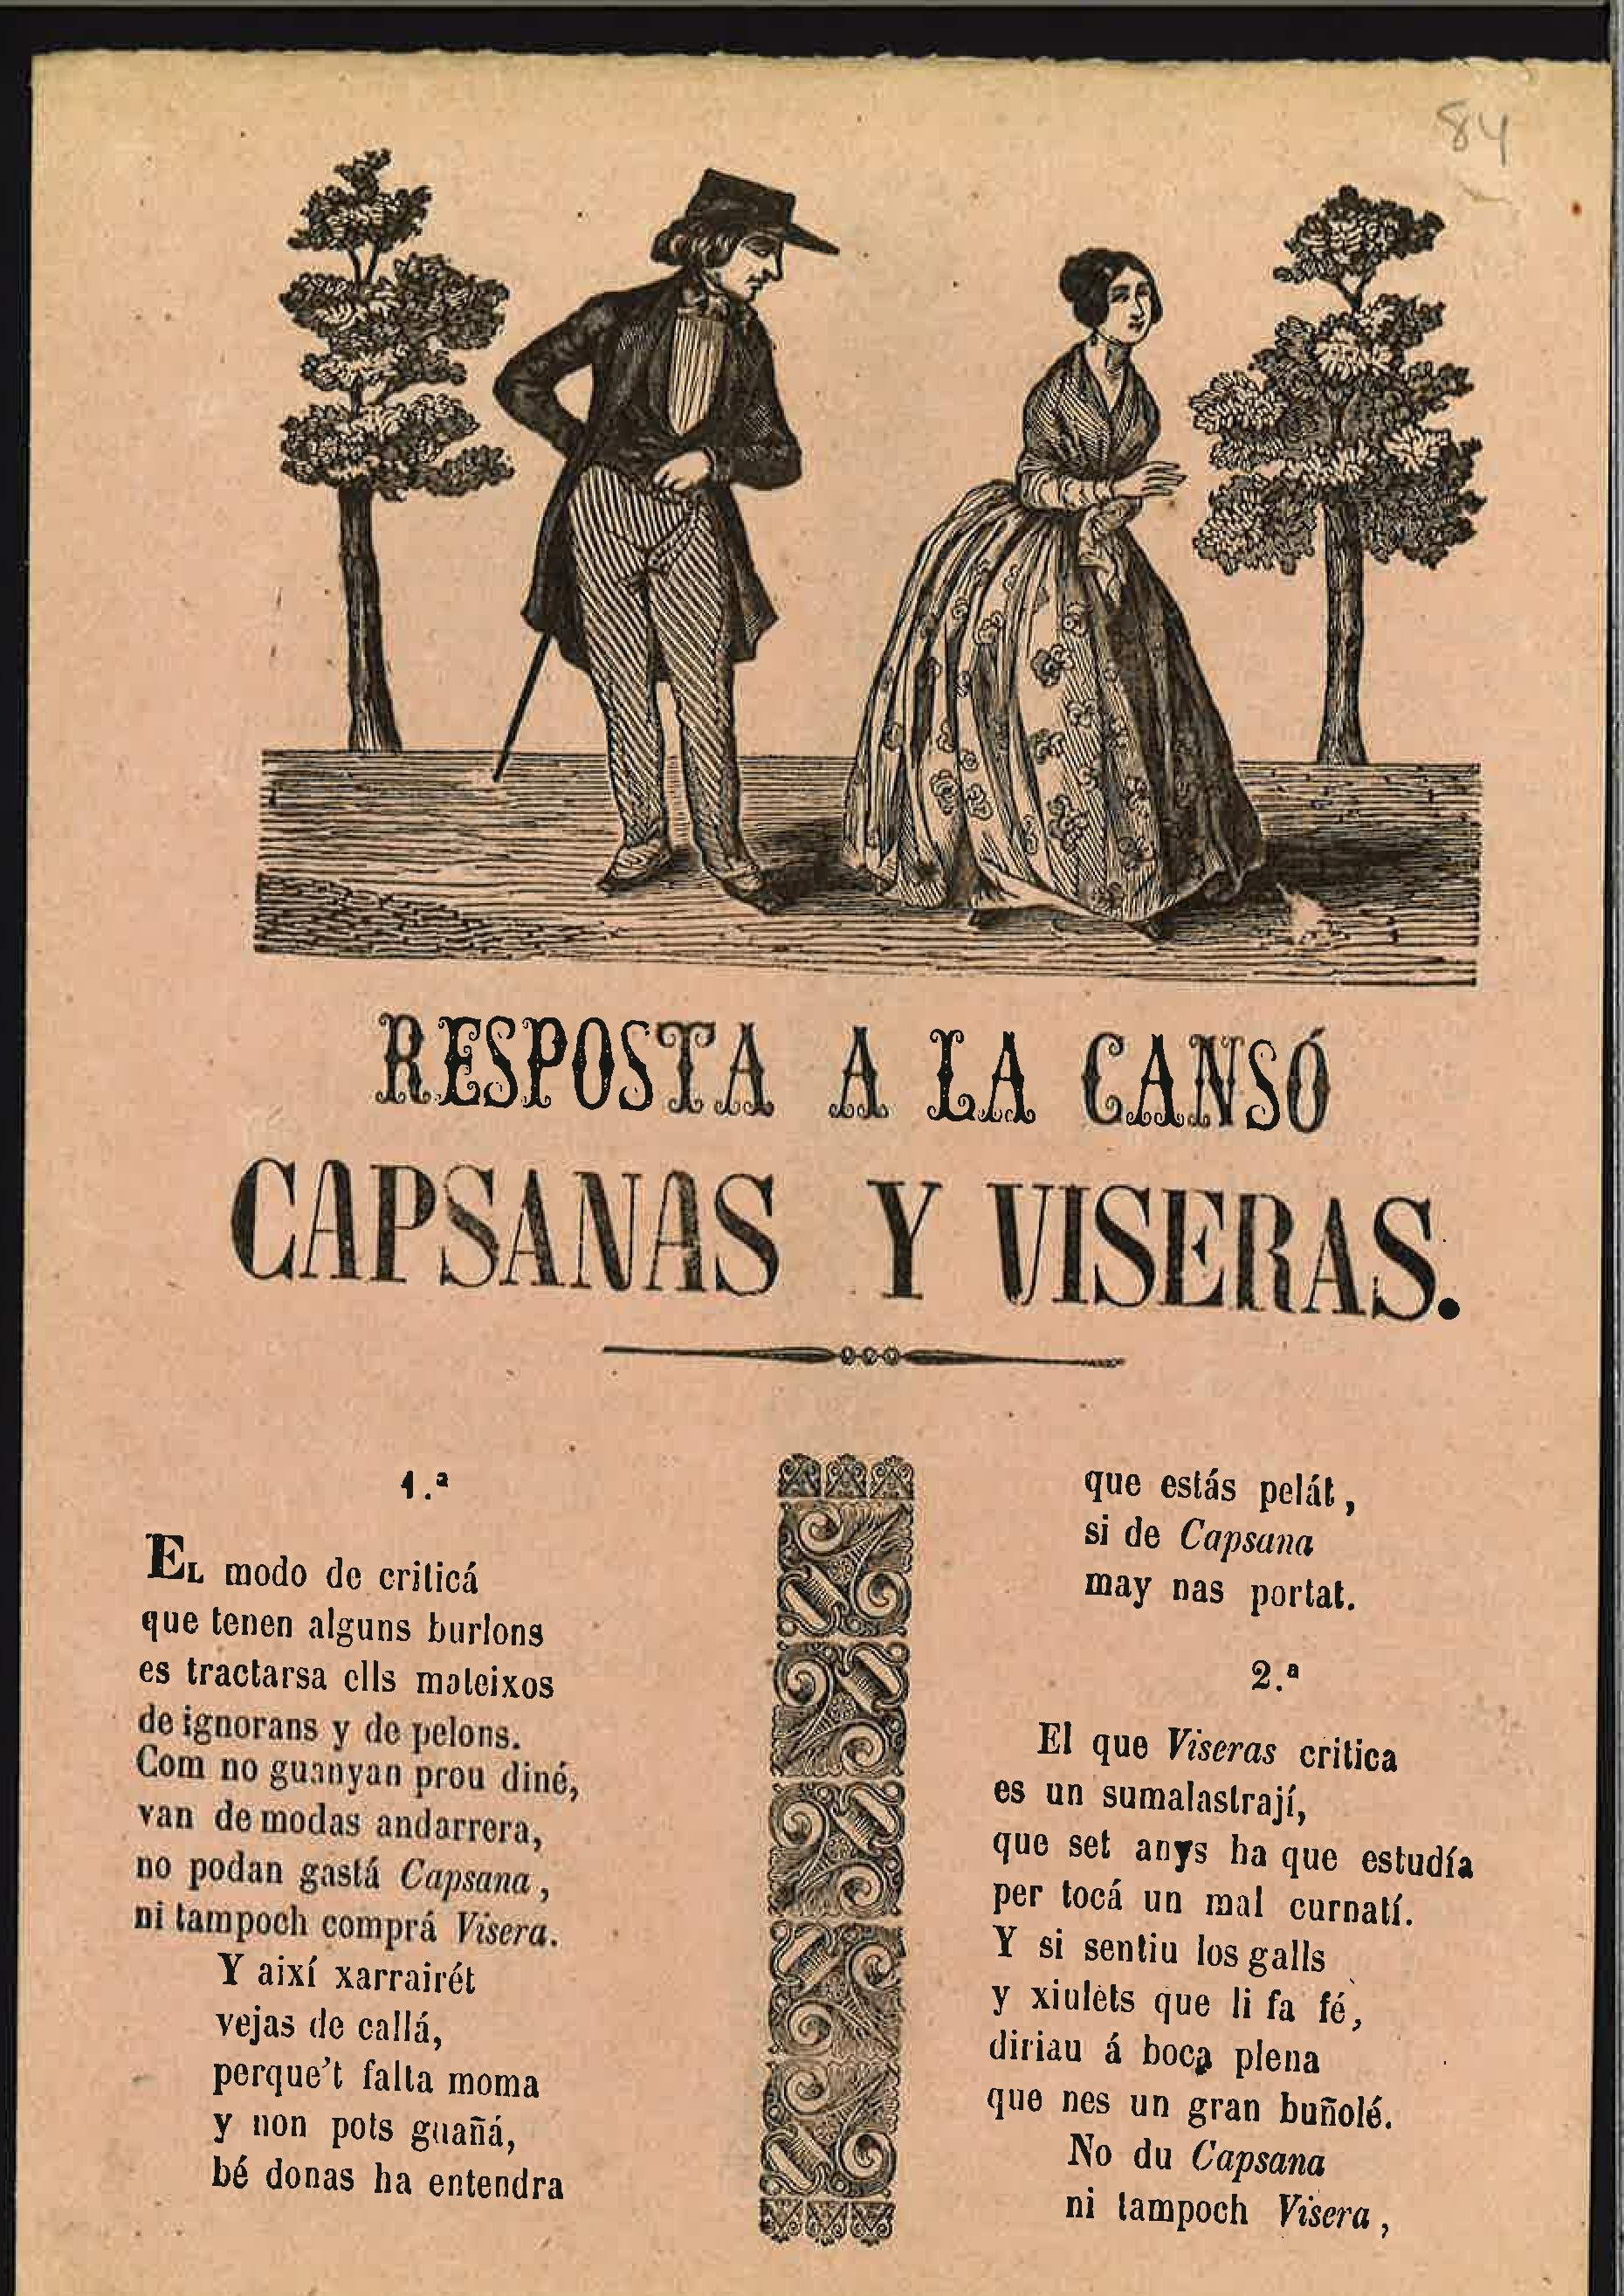 84
RESPOSTA A LA CANSÓ
CAPSANAS Y VISERAS.
1.ª
EL modo de criticá
que tenen alguns burlons
es tractarsa ells mateixos
de ignorans y de pelons.
Com no guanyan prou diné,
van de modas andarrera,
no podan gastá Capsana,
ni tampoch comprá Visera.
Y així xarrairét
vejas de callá,
perque't falta moma
y non pots guañá,
bé donas ha entendra
que estás pelát,
si de Capsana
may nas portat.
2.ª
El que Viseras critica
es un sumalastrají,
que set anys ha que estudía
per tocá un mal curnatí.
Y si sentiu los galls
y xiulèts que li fa fé,
diriau á boca plena
que nes un gran buñolé.
No du Capsana
ni tampoch Visera,